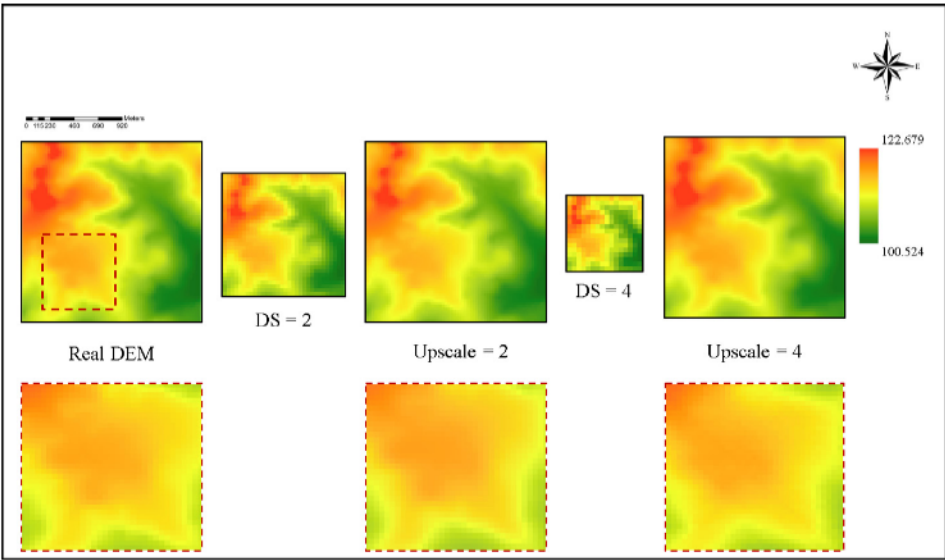 N
W E
S
Meters
0 115 230 460 690 920
122.679
100.524
DS = 2
DS = 4
Real DEM
Upscale = 2
Upscale = 4